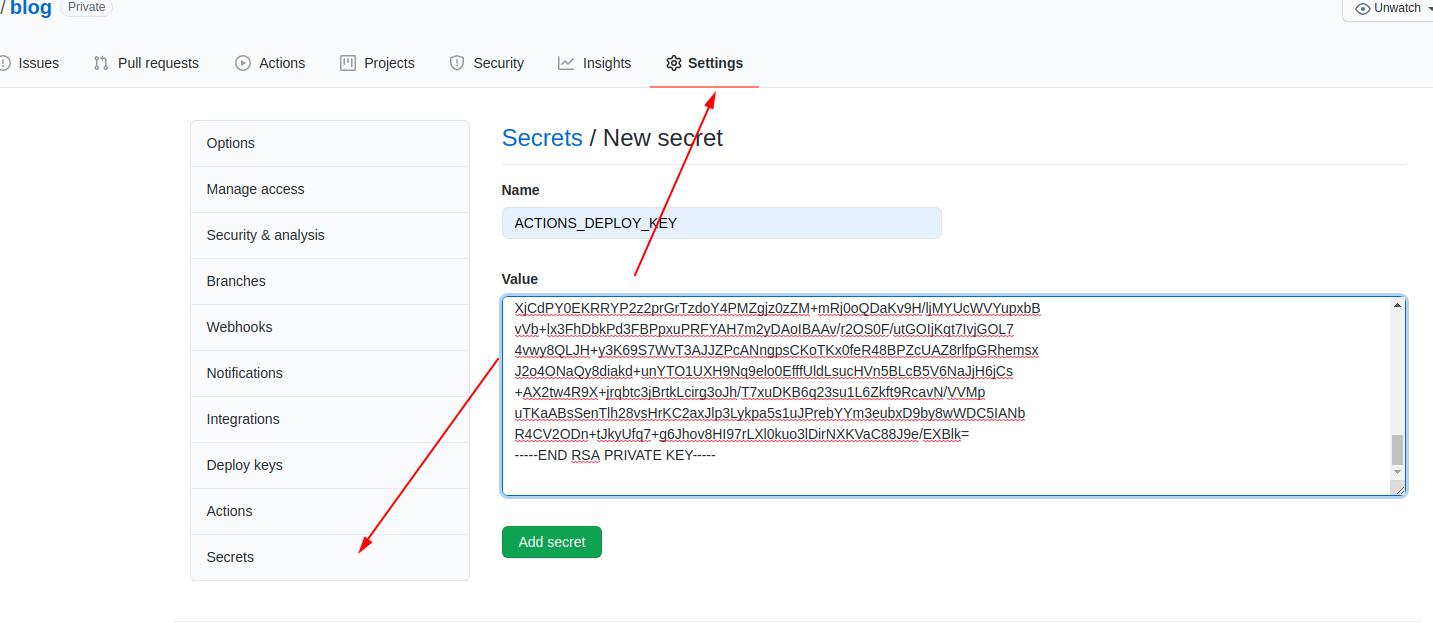 / blog Private
Unwatch
Issues
Pull requests
Actions
Projects
Security
Insights
Settings
Options
Manage access
Security & analysis
Branches
Webhooks
Notifications
Integrations
Deploy keys
Actions
Secrets
Secrets / New secret
Name
ACTIONS_DEPLOY_KEY
Value
XjCdPY0EKRRYP2z2prGrTzdoY4PMZgjz0zZM+mRj0oQDaKv9H/ljMYUcWVYupxbB
vVb+lx3FhDbkPd3FBPpxuPRFYAH7m2yDAoIBAAv/r2OS0F/utGOIjKqt7IvjGOL7
4vwy8QLJH+y3K69S7WvT3AJJZPcANngpsCKoTKx0feR48BPZcUAZ8rlfpGRhemsx
J2o4ONaQy8diakd+unYTO1UXH9Nq9elo0EfffUldLsucHVn5BLcB5V6NaJjH6jCs
+AX2tw4R9X+jrqbtc3jBrtkLcirg3oJh/T7xuDKB6q23su1L6Zkft9RcavN/VVMp
uTKaABsSenTlh28vsHrKC2axJlp3Lykpa5s1uJPrebYYm3eubxD9by8wWDC5IANb
R4CV2ODn+tJkyUfq7+g6Jhov8HI97rLXl0kuo3lDirNXKVaC88J9e/EXBlk=
-----END RSA PRIVATE KEY-----
Add secret